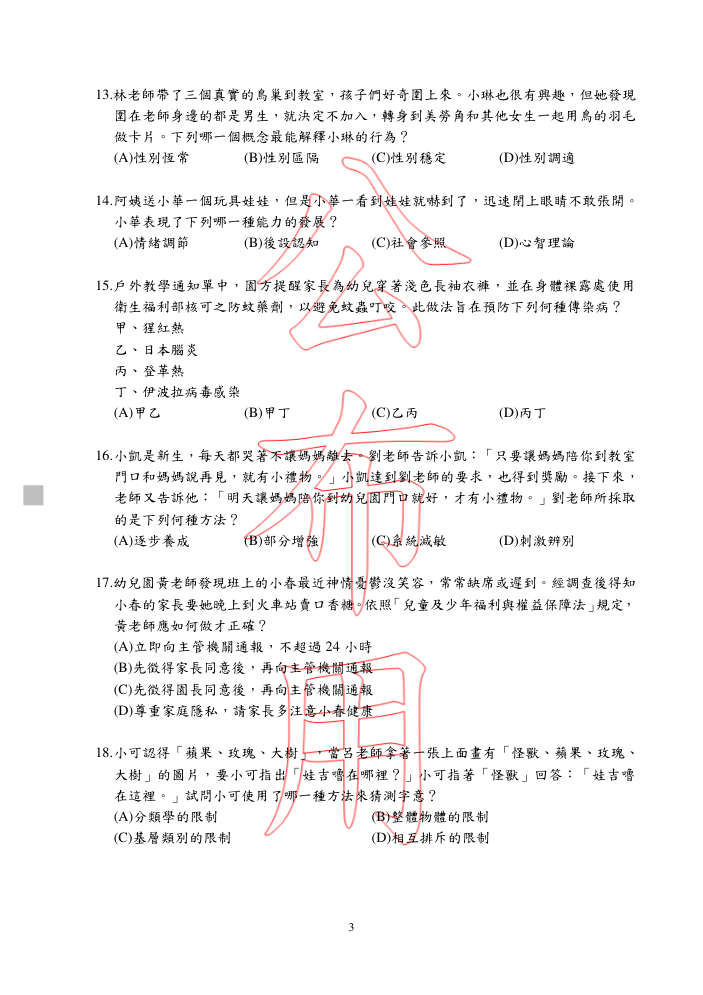 13.林老師帶了三個真實的鳥巢到教室，孩子們好奇圍上來。小琳也很有興趣，但她發現
圍在老師身邊的都是男生，就決定不加入，轉身到美勞角和其他女生一起用鳥的羽毛
做卡片。下列哪一個概念最能解釋小琳的行為？
(A)性別恆常 (B)性別區隔 (C)性別穩定 (D)性別調適
14.阿姨送小華一個玩具娃娃，但是小華一看到娃娃就嚇到了，迅速閉上眼睛不敢張開。
小華表現了下列哪一種能力的發展？
(A)情緒調節 (B)後設認知 (C)社會參照 (D)心智理論
15.戶外教學通知單中，園方提醒家長為幼兒穿著淺色長袖衣褲，並在身體裸露處使用
衛生福利部核可之防蚊藥劑，以避免蚊蟲叮咬。此做法旨在預防下列何種傳染病？
甲、猩紅熱
乙、日本腦炎
丙、登革熱
丁、伊波拉病毒感染
(A)甲乙 (B)甲丁 (C)乙丙 (D)丙丁
16.小凱是新生，每天都哭著不讓媽媽離去。劉老師告訴小凱：「只要讓媽媽陪你到教室
門口和媽媽說再見，就有小禮物。」小凱達到劉老師的要求，也得到獎勵。接下來，
老師又告訴他：「明天讓媽媽陪你到幼兒園門口就好，才有小禮物。」劉老師所採取
的是下列何種方法？
(A)逐步養成 (B)部分增強 (C)系統減敏 (D)刺激辨別
17.幼兒園黃老師發現班上的小春最近神情憂鬱沒笑容，常常缺席或遲到。經調查後得知
小春的家長要她晚上到火車站賣口香糖。依照「兒童及少年福利與權益保障法」規定，
黃老師應如何做才正確？
(A)立即向主管機關通報，不超過 24 小時
(B)先徵得家長同意後，再向主管機關通報
(C)先徵得園長同意後，再向主管機關通報
(D)尊重家庭隱私，請家長多注意小春健康
18.小可認得「蘋果、玫瑰、大樹」，當呂老師拿著一張上面畫有「怪獸、蘋果、玫瑰、
大樹」的圖片，要小可指出「娃吉嚕在哪裡？」小可指著「怪獸」回答：「娃吉嚕
在這裡。」試問小可使用了哪一種方法來猜測字意？
(A)分類學的限制 (B)整體物體的限制
(C)基層類別的限制 (D)相互排斥的限制
公布用
3